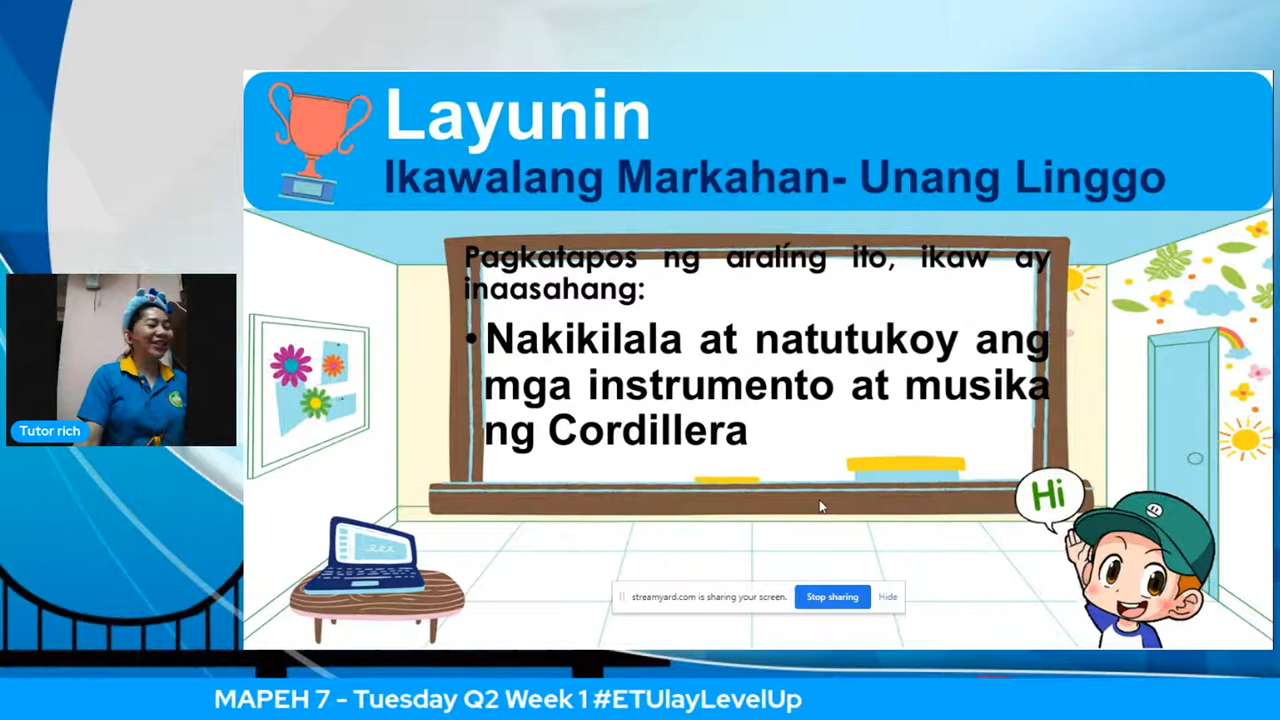 Layunin
Ikawalang Markahan- Unang Linggo
Pagkatapos ng aralíng ito, ikaw ay
inaasahang:
• Nakikilala at natutukoy ang
mga instrumento at musika
ng Cordillera
Tutor rich
Hi
streamyard.com is sharing your screen.
Stop sharing
Hide
MAPEH 7 - Tuesday Q2 Week 1 #ETUlayLevelUp